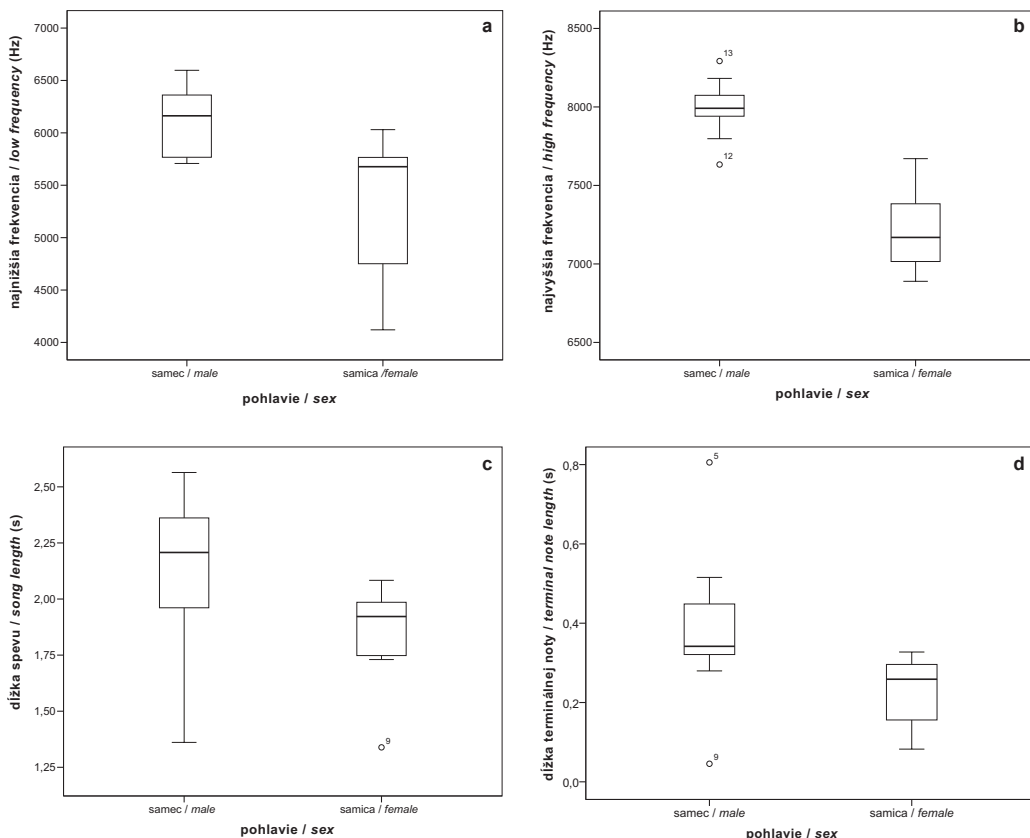 a
najnižšia frekvencia / low frequency (Hz)
7000
6500
6000
5500
5000
4500
4000
samec / male
samica /female
pohlavie / sex
b
najvyššia frekvencia / high frequency (Hz)
8500
8000
7500
7000
6500
13
12
samec / male
samica / female
pohlavie / sex
c
dĺžka spevu / song length (s)
2,50
2,25
2,00
1,75
1,50
1,25
9
samec / male
samica / female
pohlavie / sex
d
dĺžka terminálnej noty / terminal note length (s)
0,8
0,6
0,4
0,2
0,0
5
9
samec / male
samica / female
pohlavie / sex